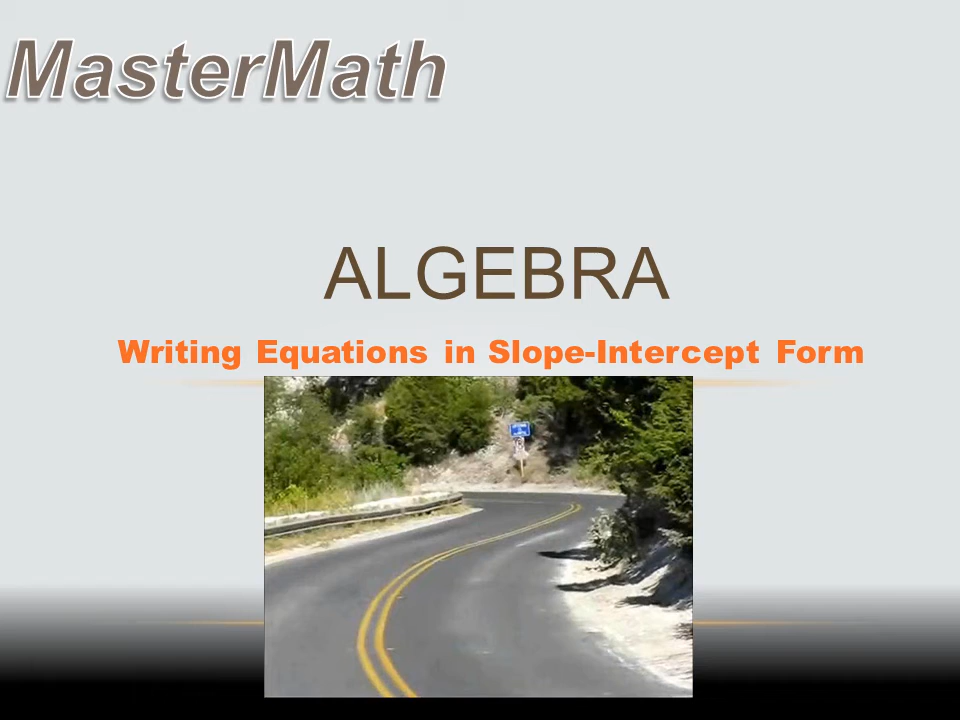 MasterMath
ALGEBRA
Writing Equations in Slope-Intercept Form